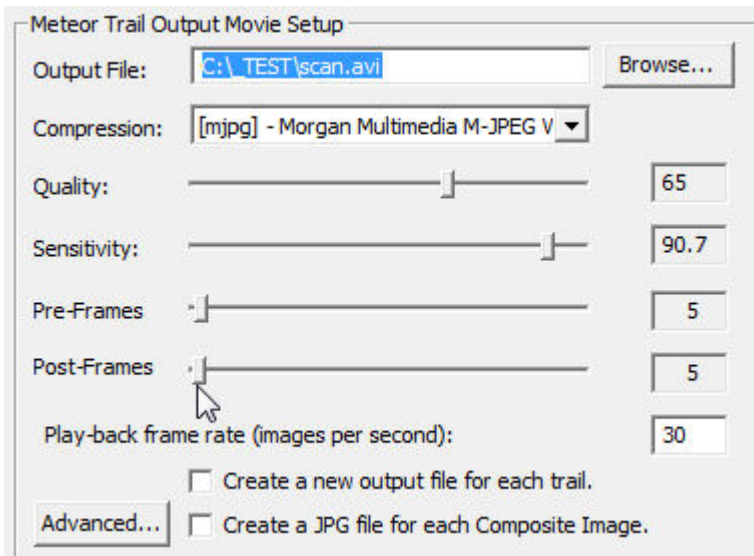 Meteor Trail Output Movie Setup
Output File: C:\_TEST\scan.avi Browse...
Compression: [mjpg] - Morgan Multimedia M-JPEG V
Quality: 65
Sensitivity: 90.7
Pre-Frames 5
Post-Frames 5
Play-back frame rate (images per second): 30
Create a new output file for each trail.
Advanced... Create a JPG file for each Composite Image.